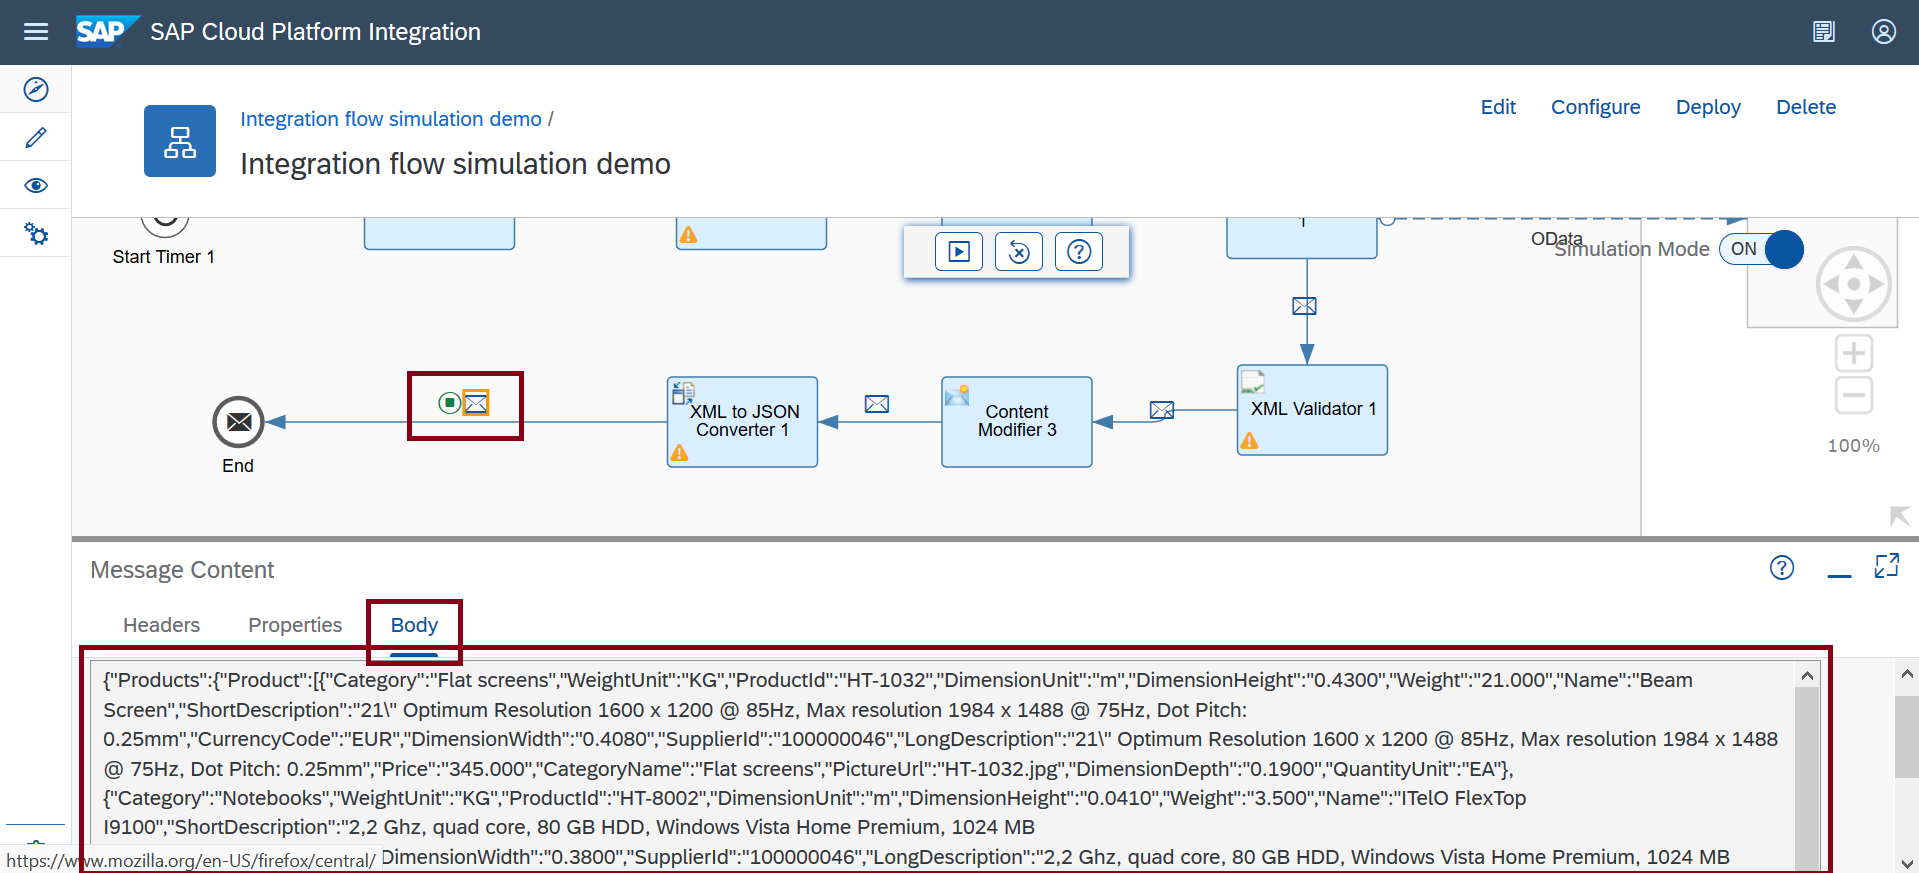 SAP SAP Cloud Platform Integration
Integration flow simulation demo /
Integration flow simulation demo
Edit Configure Deploy Delete
Start Timer 1
OData
Simulation Mode ON
XML to JSON
Converter 1
Content
Modifier 3
XML Validator 1
End
100%
Message Content
Headers Properties Body
{"Products":{"Product":[{"Category":"Flat screens","WeightUnit":"KG","ProductId":"HT-1032","DimensionUnit":"m","DimensionHeight":"0.4300","Weight":"21.000","Name":"Beam
Screen","ShortDescription":"21\" Optimum Resolution 1600 x 1200 @ 85Hz, Max resolution 1984 x 1488 @ 75Hz, Dot Pitch:
0.25mm","CurrencyCode":"EUR","DimensionWidth":"0.4080","SupplierId":"100000046","LongDescription":"21\" Optimum Resolution 1600 x 1200 @ 85Hz, Max resolution 1984 x 1488
@ 75Hz, Dot Pitch: 0.25mm","Price":"345.000","CategoryName":"Flat screens","PictureUrl":"HT-1032.jpg","DimensionDepth":"0.1900","QuantityUnit":"EA"},
{"Category":"Notebooks","WeightUnit":"KG","ProductId":"HT-8002","DimensionUnit":"m","DimensionHeight":"0.0410","Weight":"3.500","Name":"ITelO FlexTop
I9100","ShortDescription":"2,2 Ghz, quad core, 80 GB HDD, Windows Vista Home Premium, 1024 MB
DimensionWidth":"0.3800","SupplierId":"100000046","LongDescription":"2,2 Ghz, quad core, 80 GB HDD, Windows Vista Home Premium, 1024 MB
https://www.mozilla.org/en-US/firefox/central/